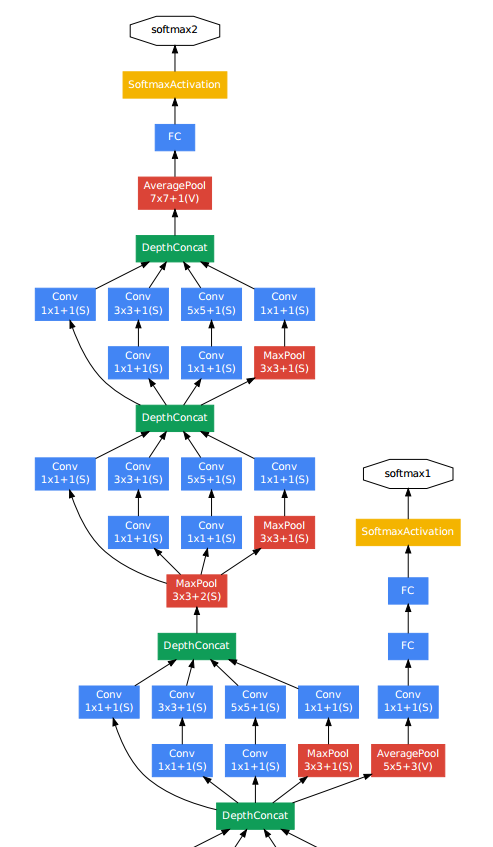 softmax2
SoftmaxActivation
FC
AveragePool
7x7+1(V)
DepthConcat
Conv
1x1+1(S)
Conv
3x3+1(S)
Conv
5x5+1(S)
Conv
1x1+1(S)
Conv
1x1+1(S)
Conv
1x1+1(S)
MaxPool
3x3+1(S)
DepthConcat
Conv
1x1+1(S)
Conv
3x3+1(S)
Conv
5x5+1(S)
Conv
1x1+1(S)
softmax1
Conv
1x1+1(S)
Conv
1x1+1(S)
MaxPool
3x3+1(S)
SoftmaxActivation
MaxPool
3x3+2(S)
FC
DepthConcat
FC
Conv
1x1+1(S)
Conv
3x3+1(S)
Conv
5x5+1(S)
Conv
1x1+1(S)
Conv
1x1+1(S)
Conv
1x1+1(S)
Conv
1x1+1(S)
MaxPool
3x3+1(S)
AveragePool
5x5+3(V)
DepthConcat